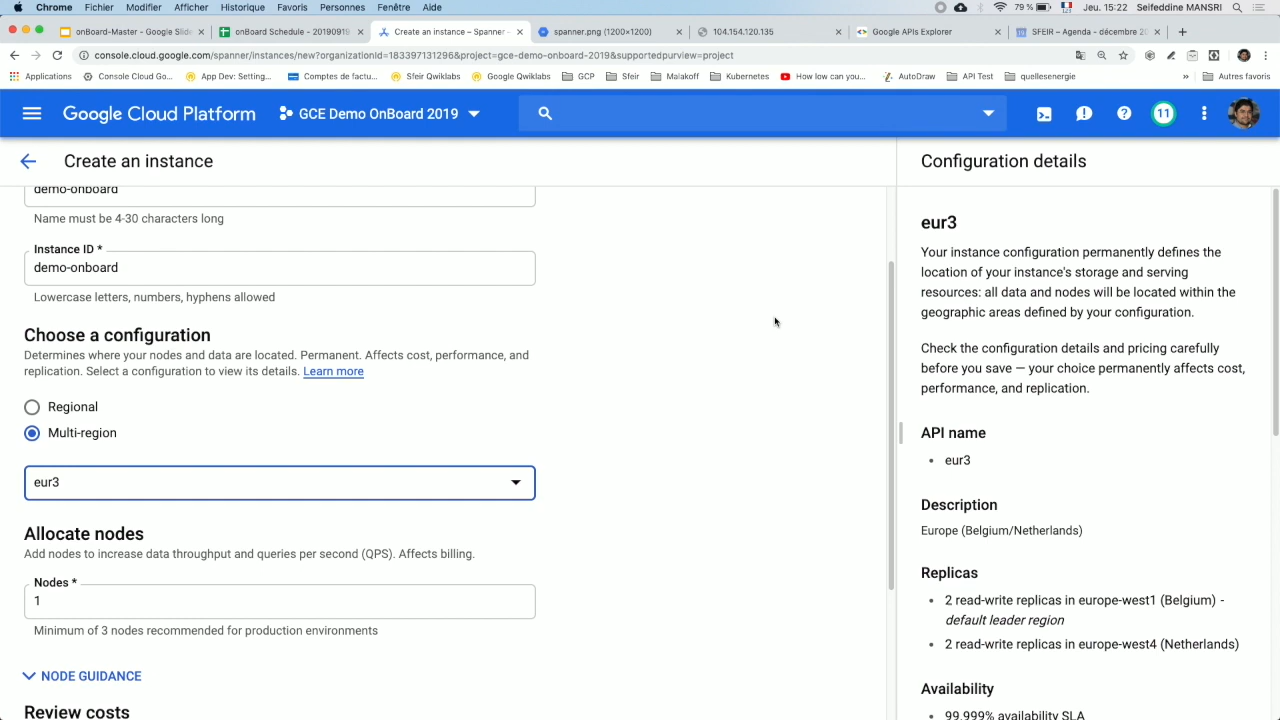 Chrome Fichier Modifier Afficher Historique Favoris Personnes Fenêtre Aide
79 % Jeu. 15:22 Seifeddine MANSRI
onBoard-Master - Google Slide
onBoard Schedule - 20190919
Create an instance – Spanner -
spanner.png (1200×1200)
104.154.120.135
Google APIs Explorer
SFEIR – Agenda – décembre 20
console.cloud.google.com/spanner/instances/new?organizationId=183397131296&project=gce-demo-onboard-2019&supportedpurview=project
Applications Console Cloud Go... App Dev: Setting... Comptes de factu... Sfeir Qwiklabs Google Qwiklabs GCP Sfeir Malakoff Kubernetes How low can you... AutoDraw API Test quellesenergie » Autres favoris
Google Cloud Platform GCE Demo OnBoard 2019 11
Create an instance
demo-onboard
Name must be 4-30 characters long
Instance ID *
demo-onboard
Lowercase letters, numbers, hyphens allowed
Choose a configuration
Determines where your nodes and data are located. Permanent. Affects cost, performance, and
replication. Select a configuration to view its details. Learn more
Regional
Multi-region
eur3
Allocate nodes
Add nodes to increase data throughput and queries per second (QPS). Affects billing.
Nodes *
1
Minimum of 3 nodes recommended for production environments
NODE GUIDANCE
Review costs
Configuration details
eur3
Your instance configuration permanently defines the
location of your instance's storage and serving
resources: all data and nodes will be located within the
geographic areas defined by your configuration.
Check the configuration details and pricing carefully
before you save — your choice permanently affects cost,
performance, and replication.
API name
• eur3
Description
Europe (Belgium/Netherlands)
Replicas
• 2 read-write replicas in europe-west1 (Belgium) -
default leader region
• 2 read-write replicas in europe-west4 (Netherlands)
Availability
• 99.999% availability SLA